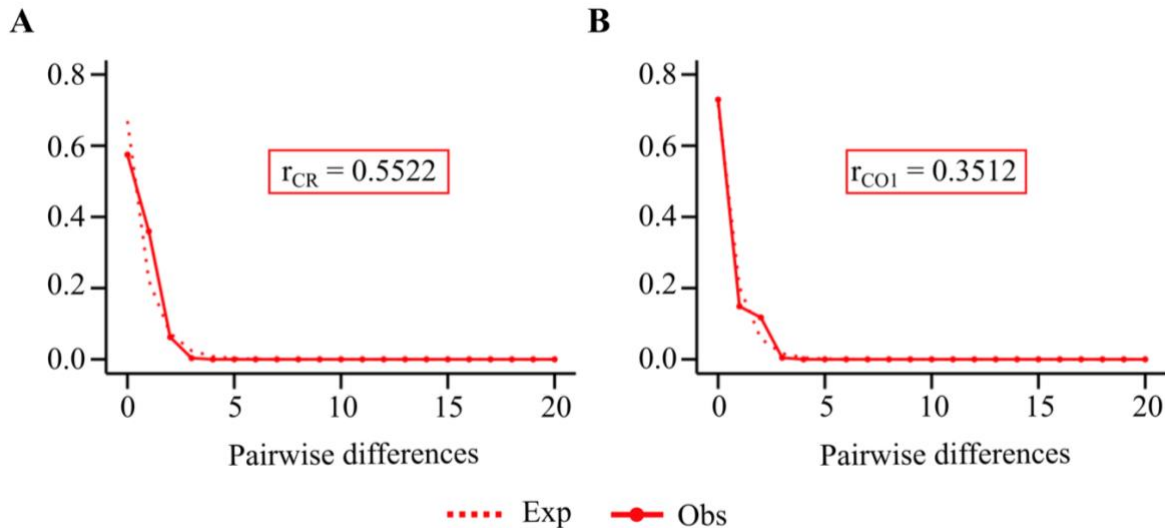 A
0.8
0.6
0.4
0.2
0.0
r_CR = 0.5522
0 5 10 15 20
Pairwise differences
B
0.8
0.6
0.4
0.2
0.0
r_CO1 = 0.3512
0 5 10 15 20
Pairwise differences
Exp Obs